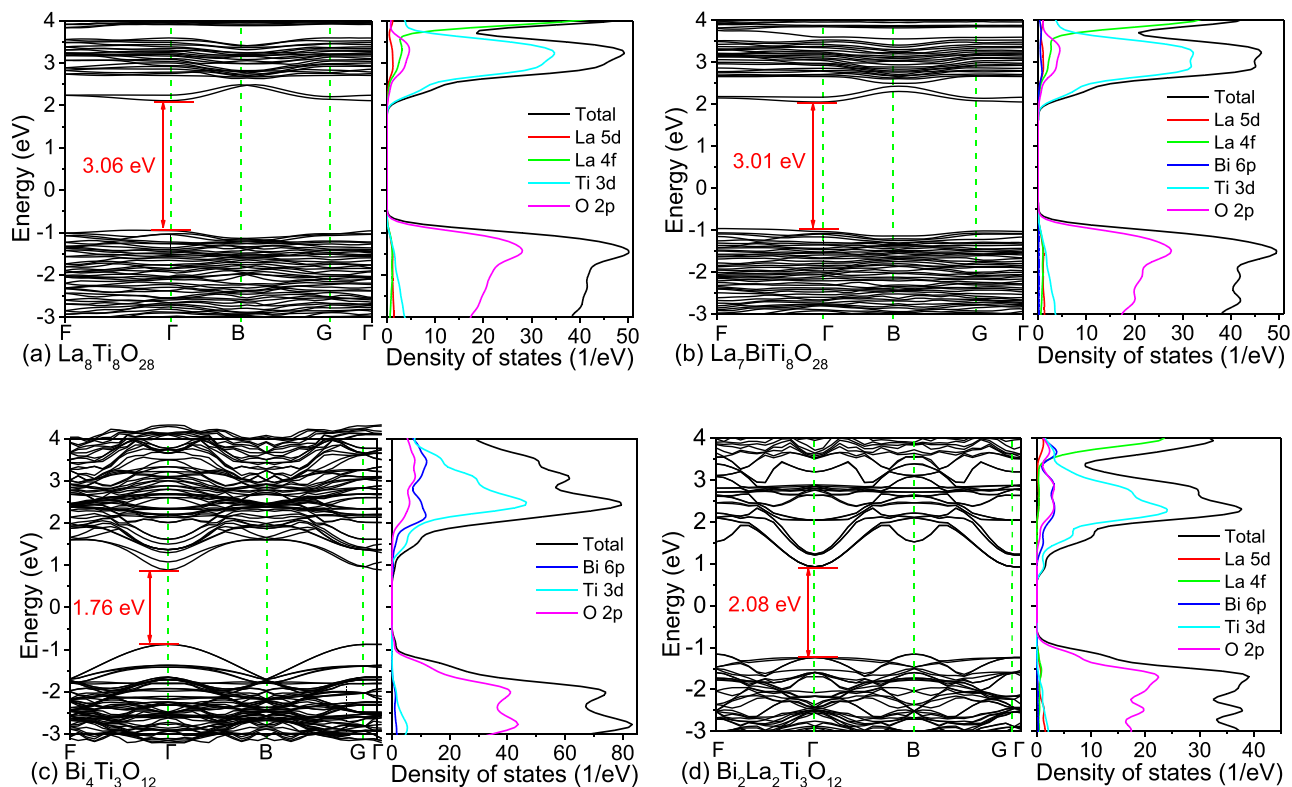 4
3
2
1
0
-1
-2
-3
Energy (eV)
3.06 eV
F Γ B G Γ
Total
La 5d
La 4f
Ti 3d
O 2p
0 10 20 30 40 50
Density of states (1/eV)
(a) La₈Ti₈O₂₈
4
3
2
1
0
-1
-2
-3
Energy (eV)
3.01 eV
F Γ B G Γ
Total
La 5d
La 4f
Bi 6p
Ti 3d
O 2p
0 10 20 30 40 50
Density of states (1/eV)
(b) La₇BiTi₈O₂₈
4
3
2
1
0
-1
-2
-3
Energy (eV)
1.76 eV
F Γ B G Γ
Total
Bi 6p
Ti 3d
O 2p
0 20 40 60 80
Density of states (1/eV)
(c) Bi₄Ti₃O₁₂
4
3
2
1
0
-1
-2
-3
Energy (eV)
2.08 eV
F Γ B G Γ
Total
La 5d
La 4f
Bi 6p
Ti 3d
O 2p
0 10 20 30 40
Density of states (1/eV)
(d) Bi₂La₂Ti₃O₁₂